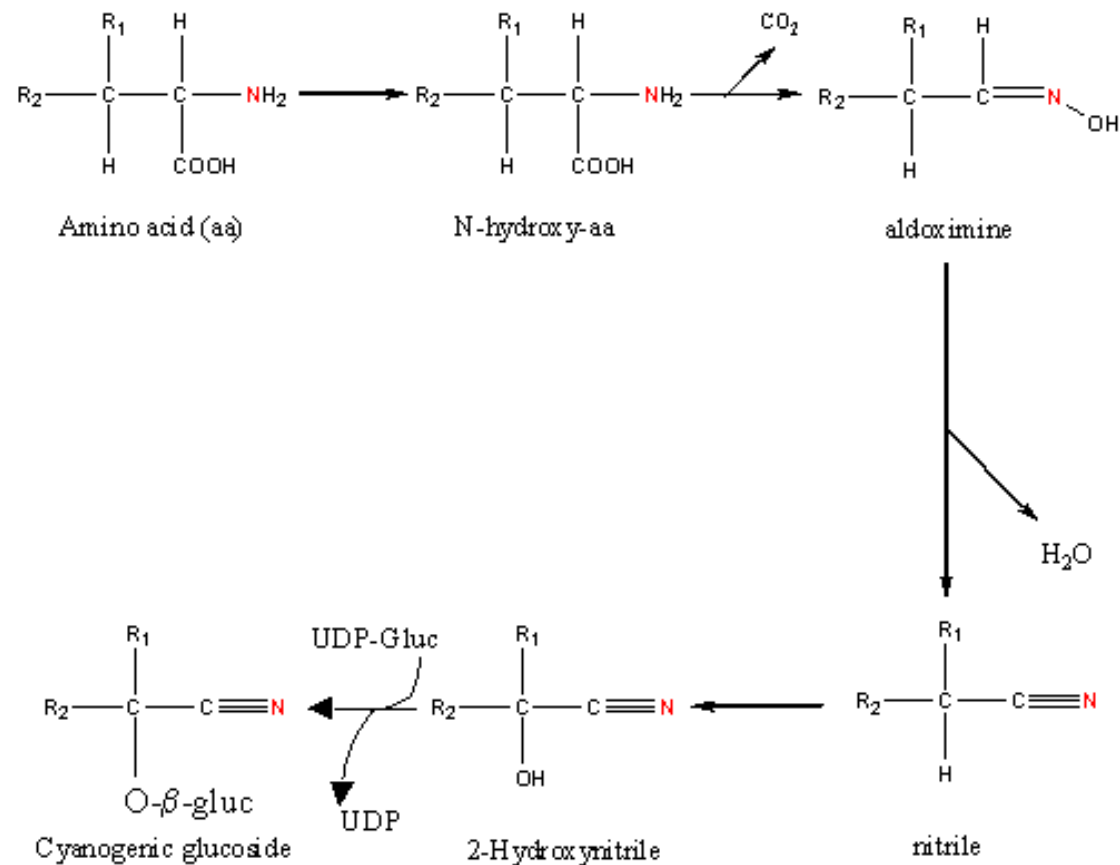 R₁ H
R₂ C C NH₂
H COOH
Amino acid (aa)
R₁ H
R₂ C C NH₂
H COOH
N-hydroxy-aa
CO₂
R₁ H
R₂ C C N
OH
H
aldoximine
H₂O
R₁
R₂ C C N
O-β-gluc
Cyanogenic glucoside
UDP-Gluc
UDP
R₁
R₂ C C N
OH
2-Hydroxynitrile
R₁
R₂ C C N
H
nitrile